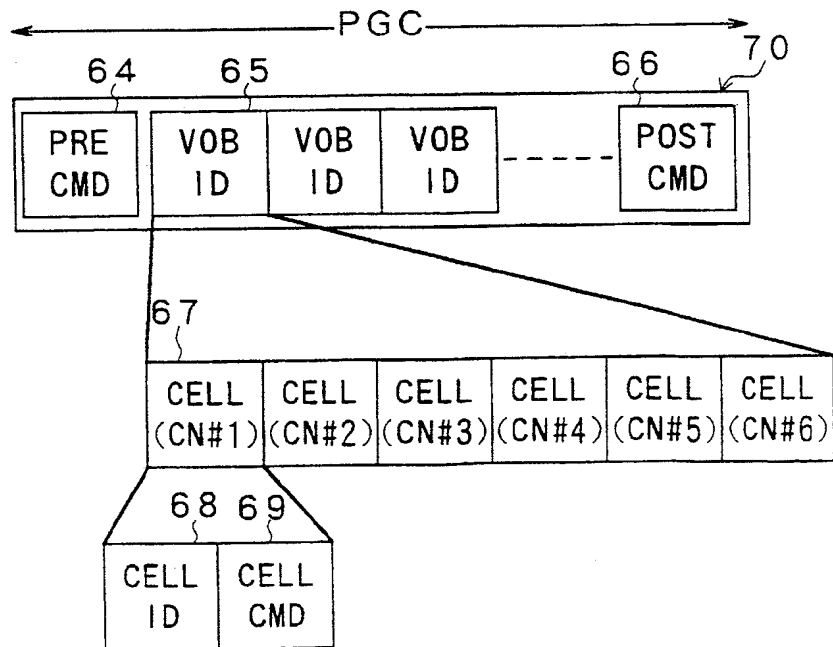 PGC
64 65 66 70
PRE VOB VOB VOB POST
CMD ID ID ID CMD
67
CELL CELL CELL CELL CELL CELL
(CN#1) (CN#2) (CN#3) (CN#4) (CN#5) (CN#6)
68 69
CELL CELL
ID CMD